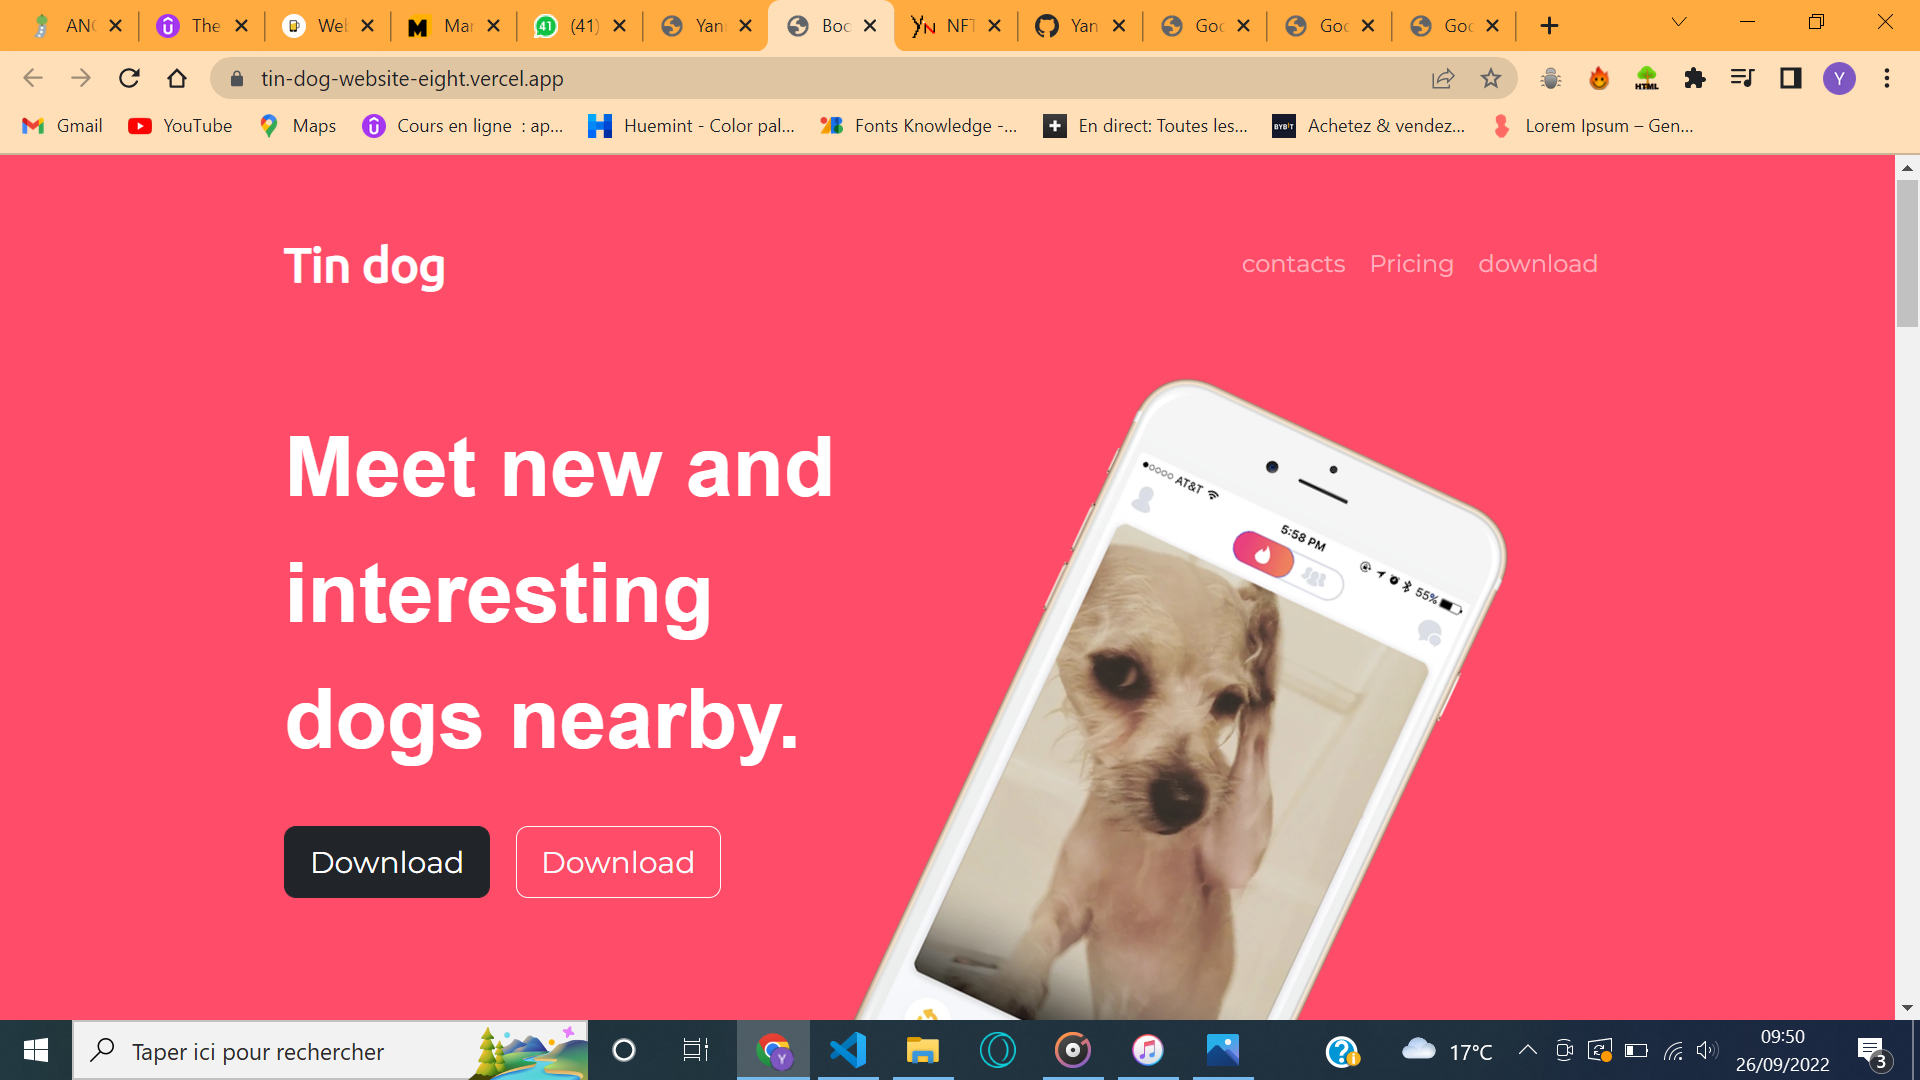 ANG
The
Web
Mar
(41)
Yan
Boo
NFT
Yan
Goo
Goo
Goo
tin-dog-website-eight.vercel.app
Y
Gmail
YouTube
Maps
Cours en ligne : ap...
Huemint - Color pal...
Fonts Knowledge -...
En direct: Toutes les...
Achetez & vendez...
Lorem Ipsum – Gen...
Tin dog
contacts
Pricing
download
Meet new and
interesting
dogs nearby.
Download
Download
AT&T
5:58 PM
55%
Taper ici pour rechercher
17°C
09:50
26/09/2022
3